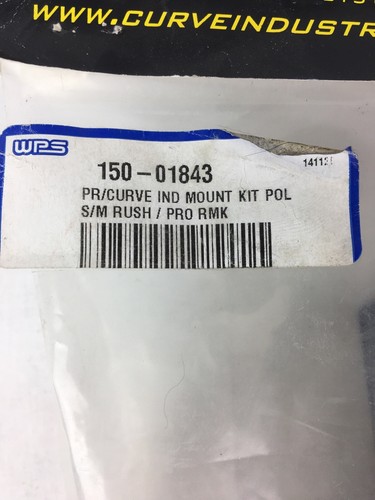 WWW.CURVEINDUSTR
WPS
150-01843
PR/CURVE IND MOUNT KIT POL
S/M RUSH / PRO RMK